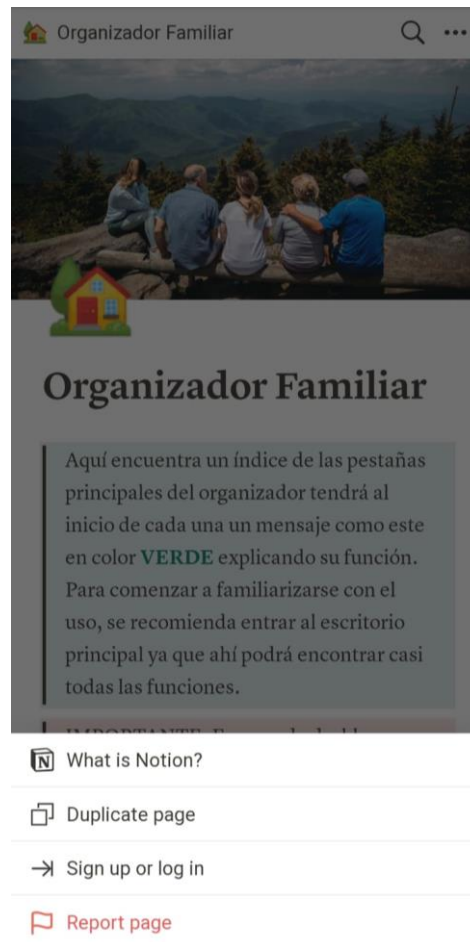 Organizador Familiar
Organizador Familiar
Aquí encuentra un índice de las pestañas
principales del organizador tendrá al
inicio de cada una un mensaje como este
en color VERDE explicando su función.
Para comenzar a familiarizarse con el
uso, se recomienda entrar al escritorio
principal ya que ahí podrá encontrar casi
todas las funciones.
What is Notion?
Duplicate page
Sign up or log in
Report page